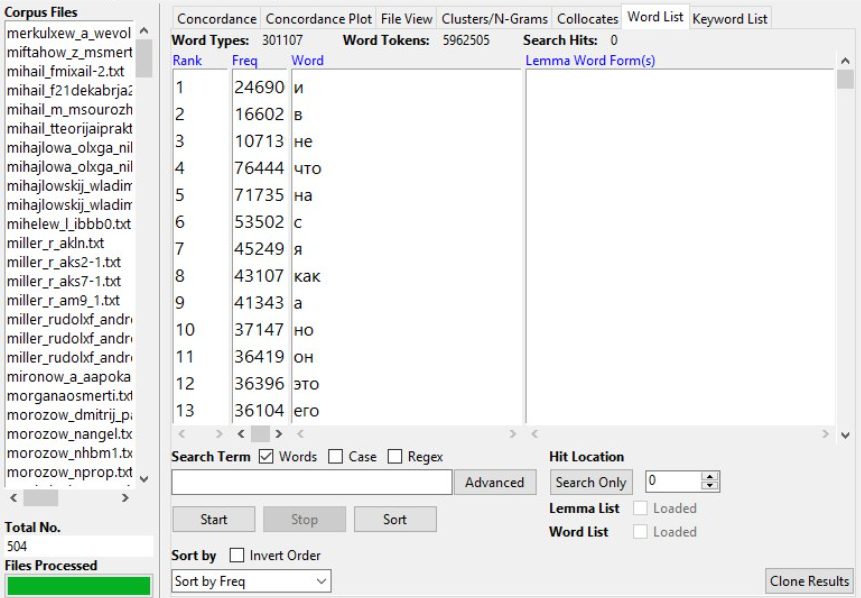 Corpus Files
merkulxew_a_wevol
miftahow_z_msmert
mihail_fmixail-2.txt
mihail_f21dekabrja2
mihail_m_msourozh
mihail_tteorijaiprakt
mihajlowa_olxga_nil
mihajlowa_olxga_nil
mihajlowskij_wladim
mihajlowskij_wladim
mihelew_l_ibbb0.txt
miller_r_akln.txt
miller_r_aks2-1.txt
miller_r_aks7-1.txt
miller_r_am9_1.txt
miller_rudolxf_andre
miller_rudolxf_andre
miller_rudolxf_andre
mironow_a_aapoka
morganaosmerti.txt
morozow_dmitrij_pa
morozow_nangel.tx
morozow_nhbm1.tx
morozow_nprop.txt
Total No.
504
Files Processed
Concordance Concordance Plot File View Clusters/N-Grams Collocates Word List Keyword List
Word Types: 301107 Word Tokens: 5962505 Search Hits: 0
Rank Freq Word Lemma Word Form(s)
1 24690 и
2 16602 в
3 10713 не
4 76444 что
5 71735 на
6 53502 с
7 45249 я
8 43107 как
9 41343 а
10 37147 но
11 36419 он
12 36396 это
13 36104 его
Search Term Words Case Regex Hit Location
Advanced Search Only 0
Lemma List Loaded
Start Stop Sort Word List Loaded
Sort by Invert Order
Sort by Freq Clone Results